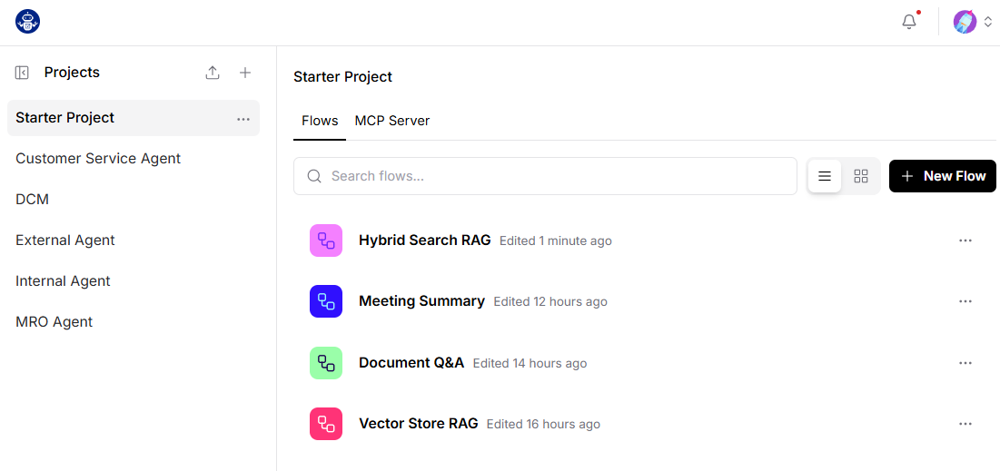 Projects
Starter Project
Customer Service Agent
DCM
External Agent
Internal Agent
MRO Agent
Starter Project
Flows MCP Server
Search flows...
New Flow
Hybrid Search RAG Edited 1 minute ago
Meeting Summary Edited 12 hours ago
Document Q&A Edited 14 hours ago
Vector Store RAG Edited 16 hours ago